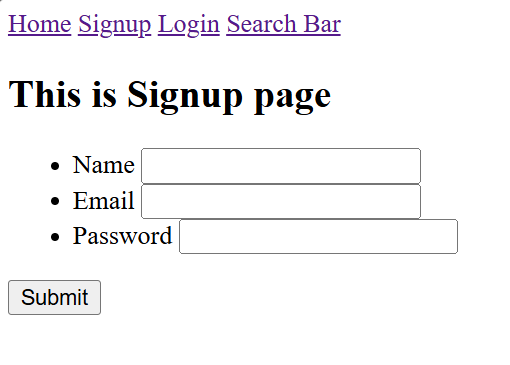 Home Signup Login Search Bar
This is Signup page
Name
Email
Password
Submit